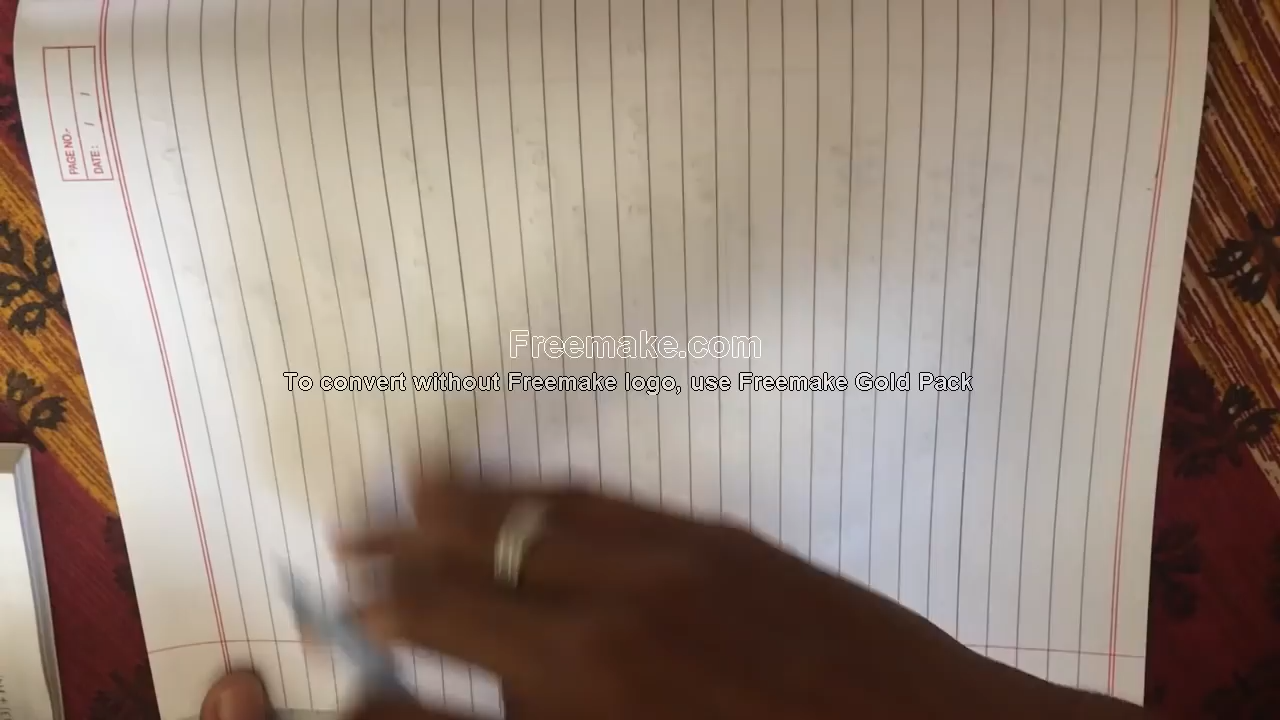 PAGE NO.-
DATE : / /
Freemake.com
To convert without Freemake logo, use Freemake Gold Pack